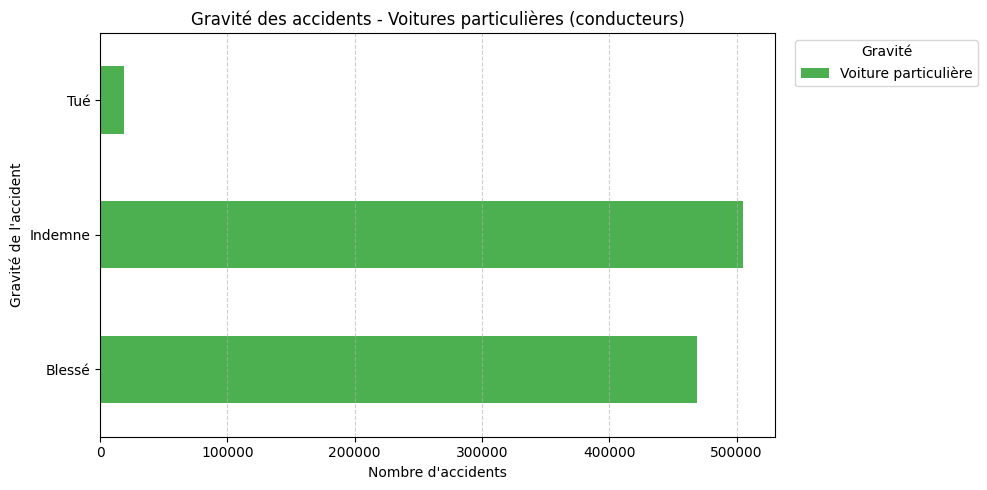 Gravité des accidents - Voitures particulières (conducteurs)
Gravité
Voiture particulière
Gravité de l'accident
Tué
Indemne
Blessé
0 100000 200000 300000 400000 500000
Nombre d'accidents